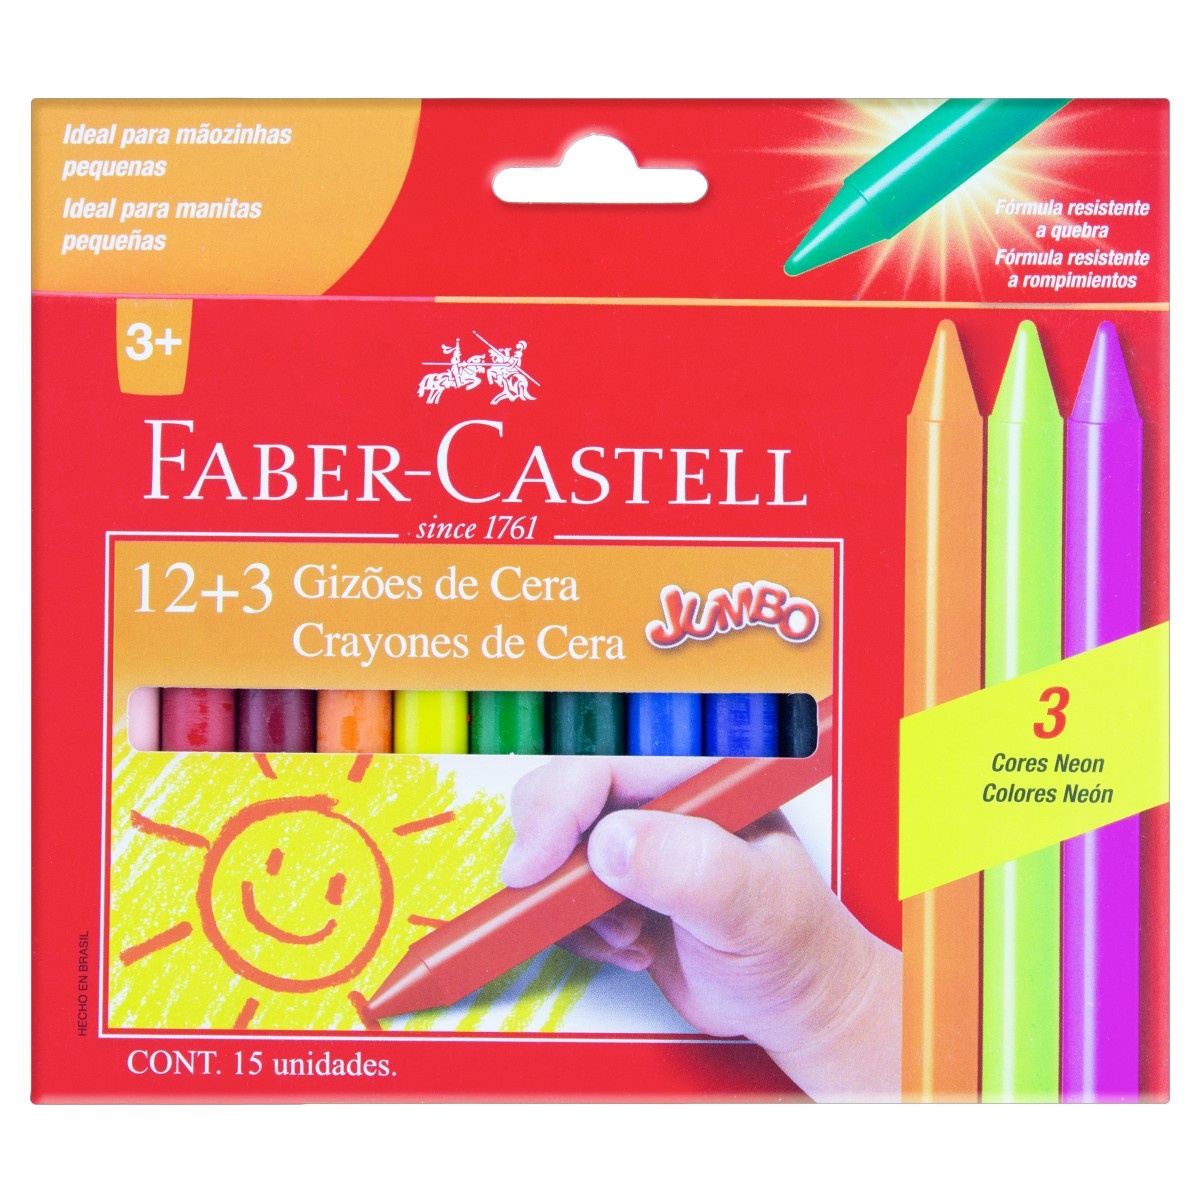 Ideal para mãozinhas
pequenas
Ideal para manitas
pequeñas
Fórmula resistente
a quebra
Fórmula resistente
a rompimientos
3+
FABER-CASTELL
since 1761
12+3 Gizões de Cera
Crayones de Cera
JUMBO
3
Cores Neon
Colores Neón
HECHO EN BRASIL
CONT. 15 unidades.